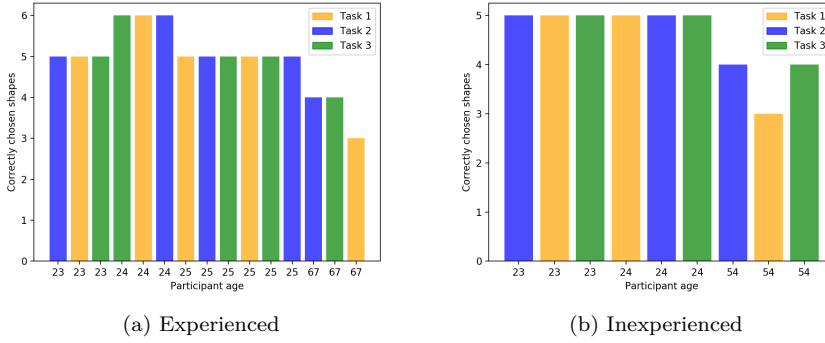 6
5
4
3
2
1
0
Correctly chosen shapes
Task 1
Task 2
Task 3
23 23 23 24 24 24 25 25 25 25 25 25 67 67 67
Participant age
(a) Experienced
5
4
3
2
1
0
Correctly chosen shapes
Task 1
Task 2
Task 3
23 23 23 24 24 24 54 54 54
Participant age
(b) Inexperienced